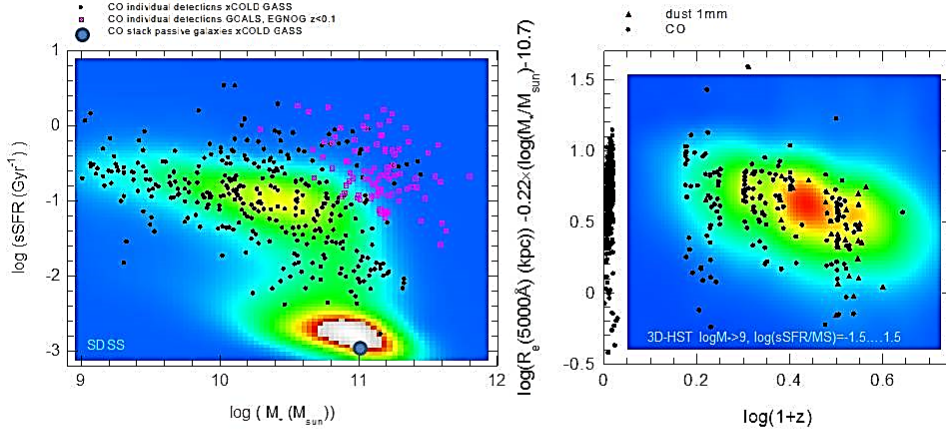 CO individual detections xCOLD GASS
CO individual detections GCALS, EGNOG z<0.1
CO stack passive galaxies xCOLD GASS
1
0
-1
-2
-3
log (sSFR (Gyr⁻¹))
SDSS
9
10
11
12
log ( M* (Msun))
dust 1mm
CO
log(Re(5000Å) (kpc)) -0.22×(log(M*/Msun)-10.7)
1.5
1.0
0.5
0
-0.5
3D-HST logM*>9, log(sSFR/MS)=-1.5....1.5
0
0.2
0.4
0.6
log(1+z)